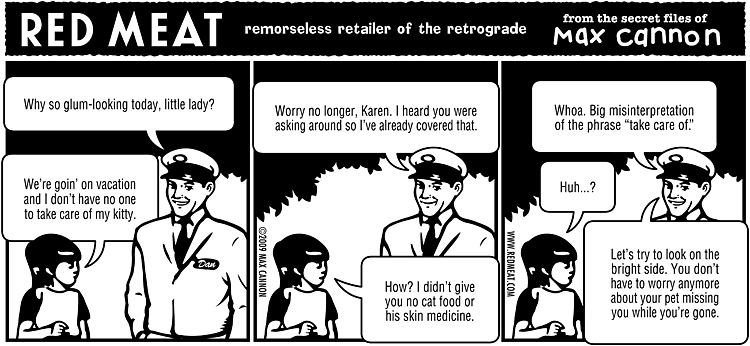 RED MEAT
remorseless retailer of the retrograde
from the secret files of
Max cannon
Why so glum-looking today, little lady?
We're goin' on vacation
and I don't have no one
to take care of my kitty.
Dan
©2009 MAX CANNON
Worry no longer, Karen. I heard you were
asking around so I've already covered that.
How? I didn't give
you no cat food or
his skin medicine.
WWW.REDMEAT.COM
Whoa. Big misinterpretation
of the phrase “take care of.”
Huh...?
Let's try to look on the
bright side. You don't
have to worry anymore
about your pet missing
you while you're gone.